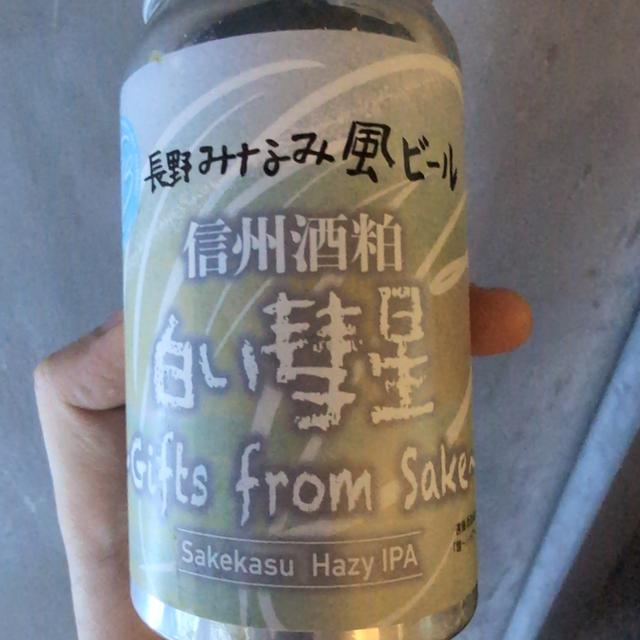 長野みなみ風ビール
信州酒粕
白い彗星
Gifts from Sake
Sakekasu Hazy IPA